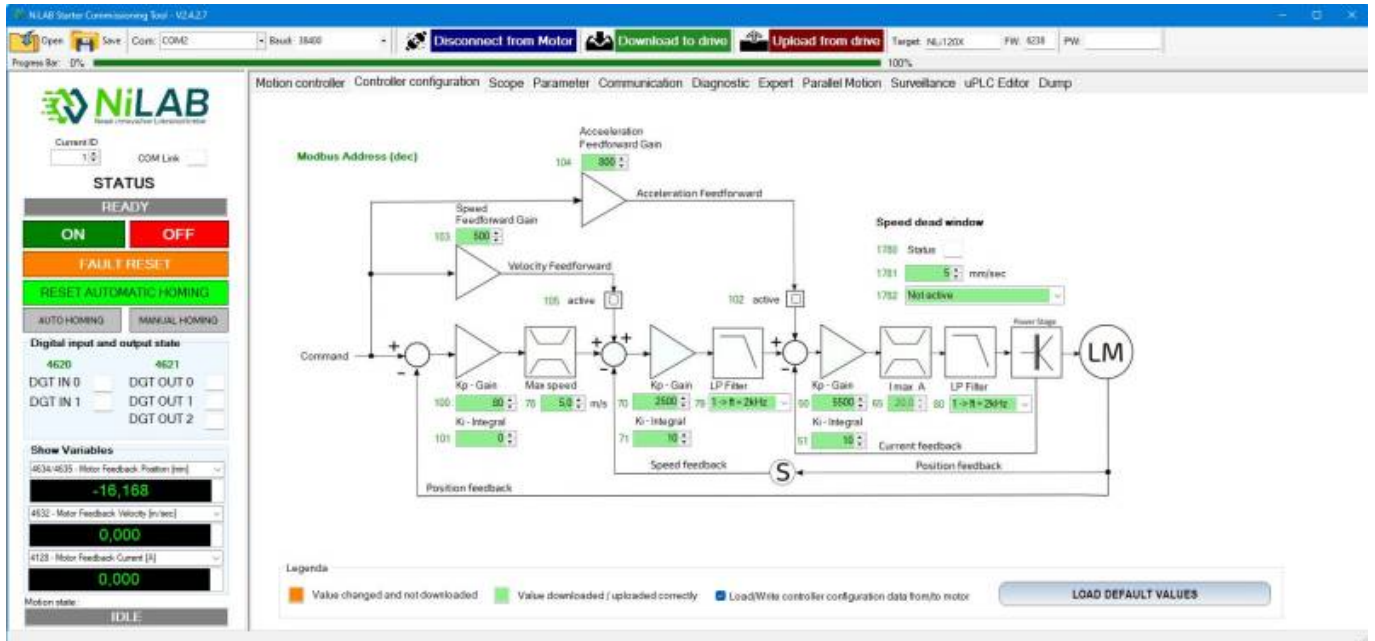 NiLAB Starter Commissioning Tool - V2.4.2.7
Open Save Com: COM2 Baud: 38400 Disconnect from Motor Download to drive Upload from drive Target: NLi120X FW: 6238 PW:
Progress Bar: 0% 100%
Motion controller Controller configuration Scope Parameter Communication Diagnostic Expert Parallel Motion Surveillance uPLC Editor Dump
NiLAB
Current ID
1 COM Link
STATUS
READY
ON OFF
FAULT RESET
RESET AUTOMATIC HOMING
AUTO HOMING MANUAL HOMING
Digital input and output state
4620 4621
DGT IN 0 DGT OUT 0
DGT IN 1 DGT OUT 1
DGT OUT 2
Show Variables
4634/4635 - Motor Feedback Position [mm]
-16,168
4632 - Motor Feedback Velocity [m/sec]
0,000
4128 - Motor Feedback Current [A]
0,000
Motion state:
IDLE
Modbus Address (dec)
Acceeleration
Feedforward Gain
104 800
Acceleration Feedforward
Speed
Feedforward Gain
103 500
Velocity Feedforward
105 active
102 active
Speed dead window
1780 Status
1781 5 mm/sec
1782 Not active
Power Stage
Command + - + + - + - LM
Kp - Gain Max speed Kp - Gain LP Filter Kp - Gain I max A LP Filter
100 80 78 5,0 m/s 70 2500 79 1->ft=2kHz 50 5500 65 20,0 80 1->ft=2kHz
Ki - Integral Ki - Integral Ki - Integral
101 0 71 10 51 10
Current feedback
Speed feedback S Position feedback
Position feedback
Legenda
Value changed and not downloaded Value downloaded / uploaded correctly Load/Write controller configuration data from/to motor LOAD DEFAULT VALUES